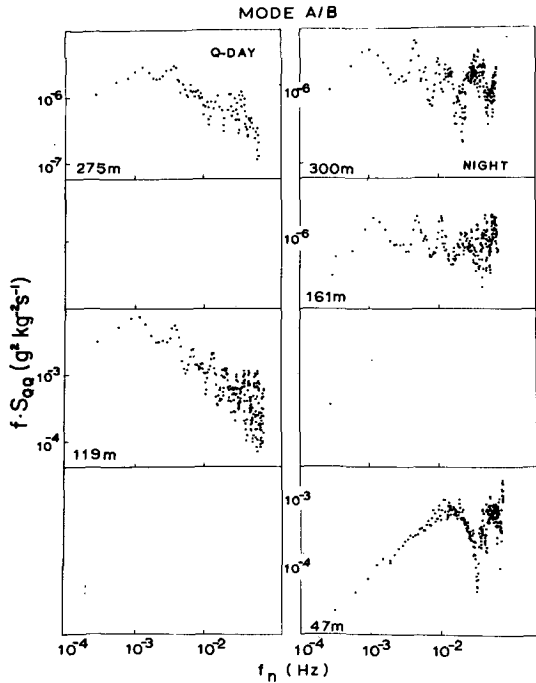 MODE A/B
Q-DAY
10⁻⁶
10⁻⁷
275m
10⁻⁶
NIGHT
300m
10⁻⁶
161m
10⁻³
10⁻⁴
119m
10⁻³
10⁻⁴
47m
f·S_QQ (g² kg⁻² s⁻¹)
10⁻⁴ 10⁻³ 10⁻² 10⁻⁴ 10⁻³ 10⁻²
f_n (Hz)